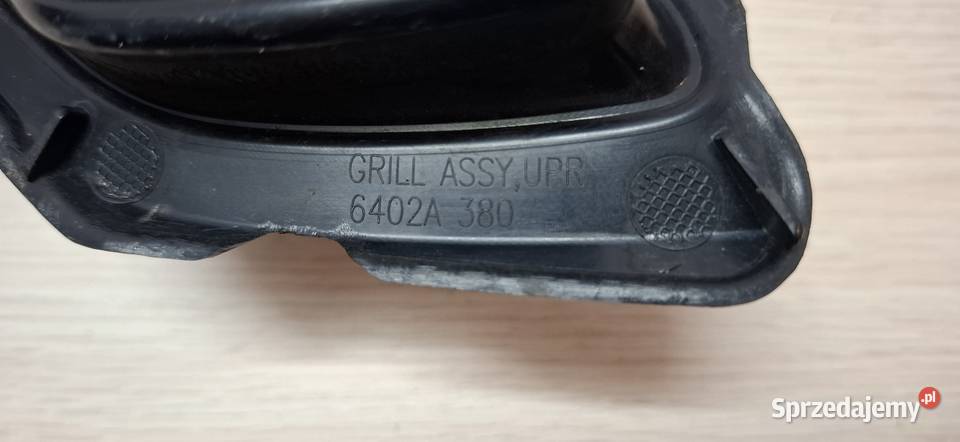 GRILL ASSY,UPR
6402A 380
Sprzedajemy.pl